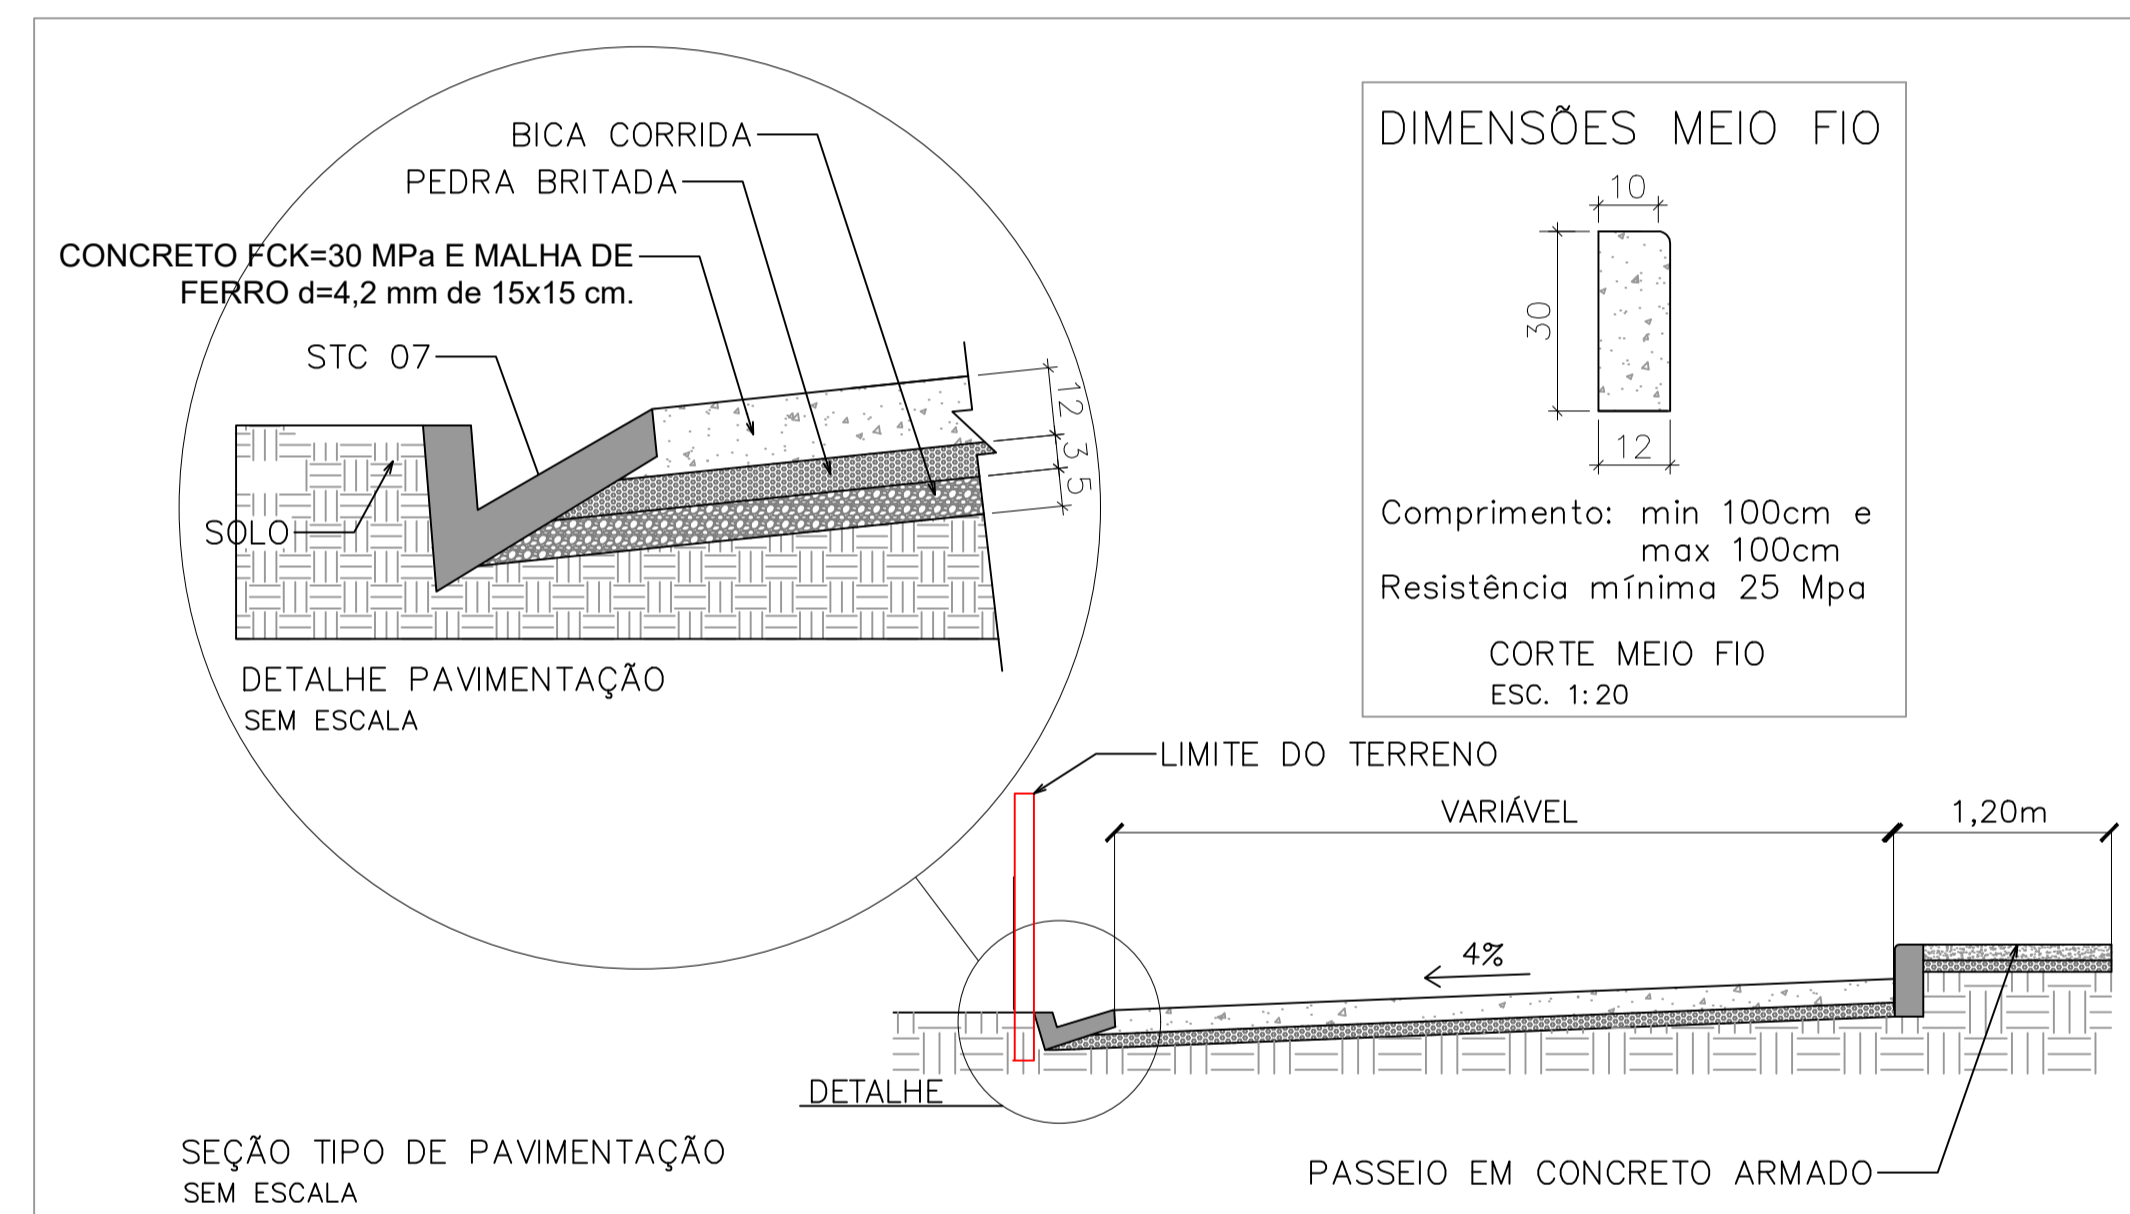 BICA CORRIDA
PEDRA BRITADA
CONCRETO FCK=30 MPa E MALHA DE
FERRO d=4,2 mm de 15x15 cm.
STC 07
SOLO
12
3
5
DETALHE PAVIMENTAÇÃO
SEM ESCALA
DIMENSÕES MEIO FIO
10
30
12
Comprimento: min 100cm e
max 100cm
Resistência mínima 25 Mpa
CORTE MEIO FIO
ESC. 1:20
LIMITE DO TERRENO
VARIÁVEL
1,20m
4%
DETALHE
PASSEIO EM CONCRETO ARMADO
SEÇÃO TIPO DE PAVIMENTAÇÃO
SEM ESCALA